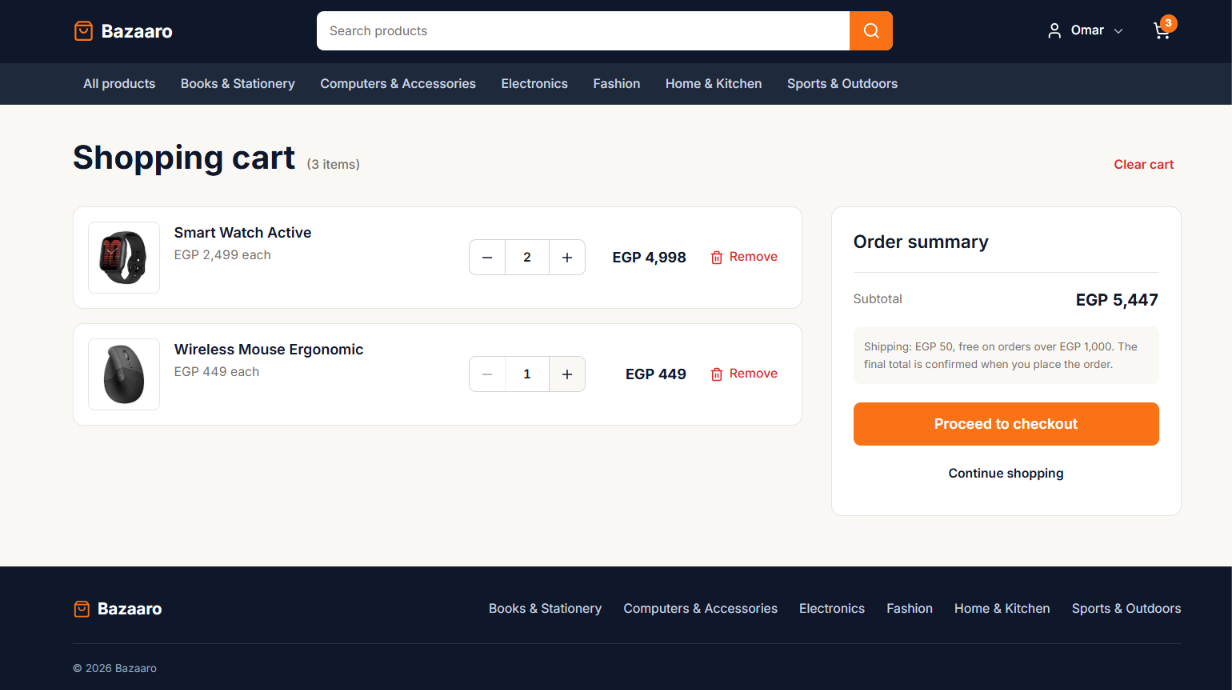 Bazaaro
Search products
Omar
3
All products Books & Stationery Computers & Accessories Electronics Fashion Home & Kitchen Sports & Outdoors
Shopping cart (3 items)
Clear cart
Smart Watch Active
EGP 2,499 each
− 2 + EGP 4,998 Remove
Wireless Mouse Ergonomic
EGP 449 each
− 1 + EGP 449 Remove
Order summary
Subtotal EGP 5,447
Shipping: EGP 50, free on orders over EGP 1,000. The
final total is confirmed when you place the order.
Proceed to checkout
Continue shopping
Bazaaro
Books & Stationery Computers & Accessories Electronics Fashion Home & Kitchen Sports & Outdoors
© 2026 Bazaaro